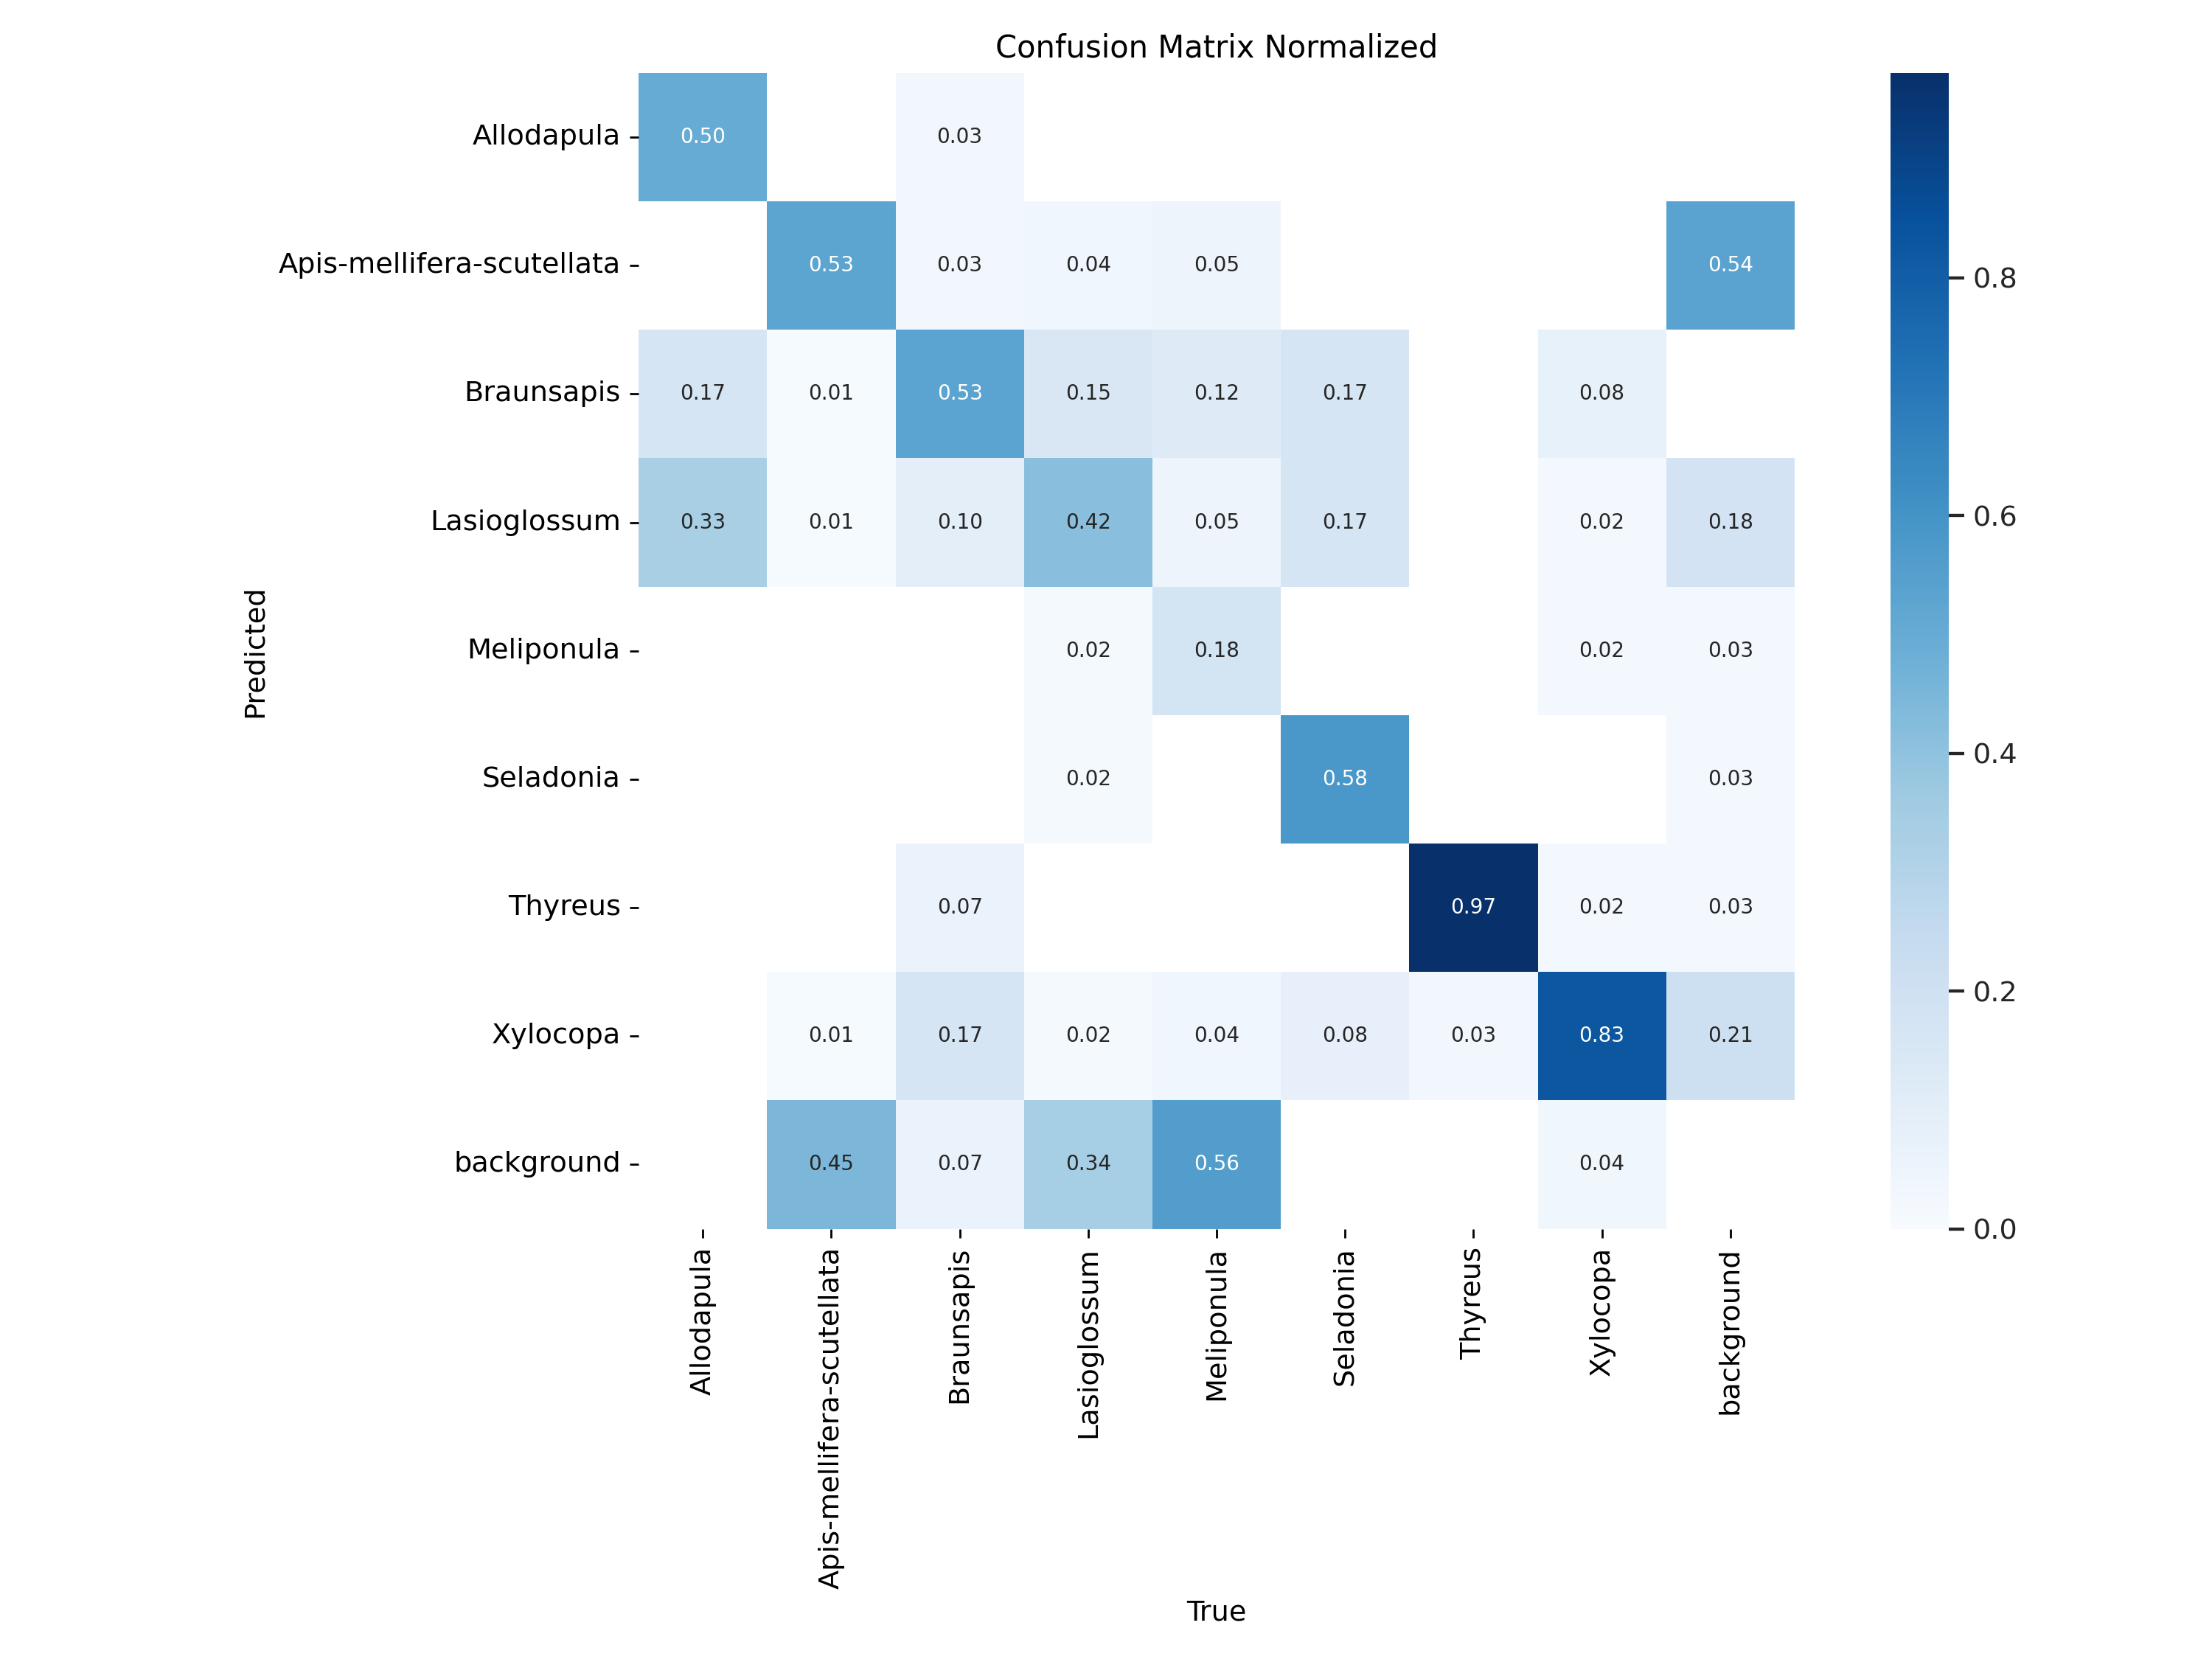 Confusion Matrix Normalized
Allodapula
0.50
0.03
Apis-mellifera-scutellata
0.53
0.03
0.04
0.05
0.54
0.8
Braunsapis
0.17
0.01
0.53
0.15
0.12
0.17
0.08
Lasioglossum
0.33
0.01
0.10
0.42
0.05
0.17
0.02
0.18
0.6
Predicted
Meliponula
0.02
0.18
0.02
0.03
Seladonia
0.02
0.58
0.03
0.4
Thyreus
0.07
0.97
0.02
0.03
Xylocopa
0.01
0.17
0.02
0.04
0.08
0.03
0.83
0.21
0.2
background
0.45
0.07
0.34
0.56
0.04
0.0
Allodapula
Apis-mellifera-scutellata
Braunsapis
Lasioglossum
Meliponula
Seladonia
Thyreus
Xylocopa
background
True